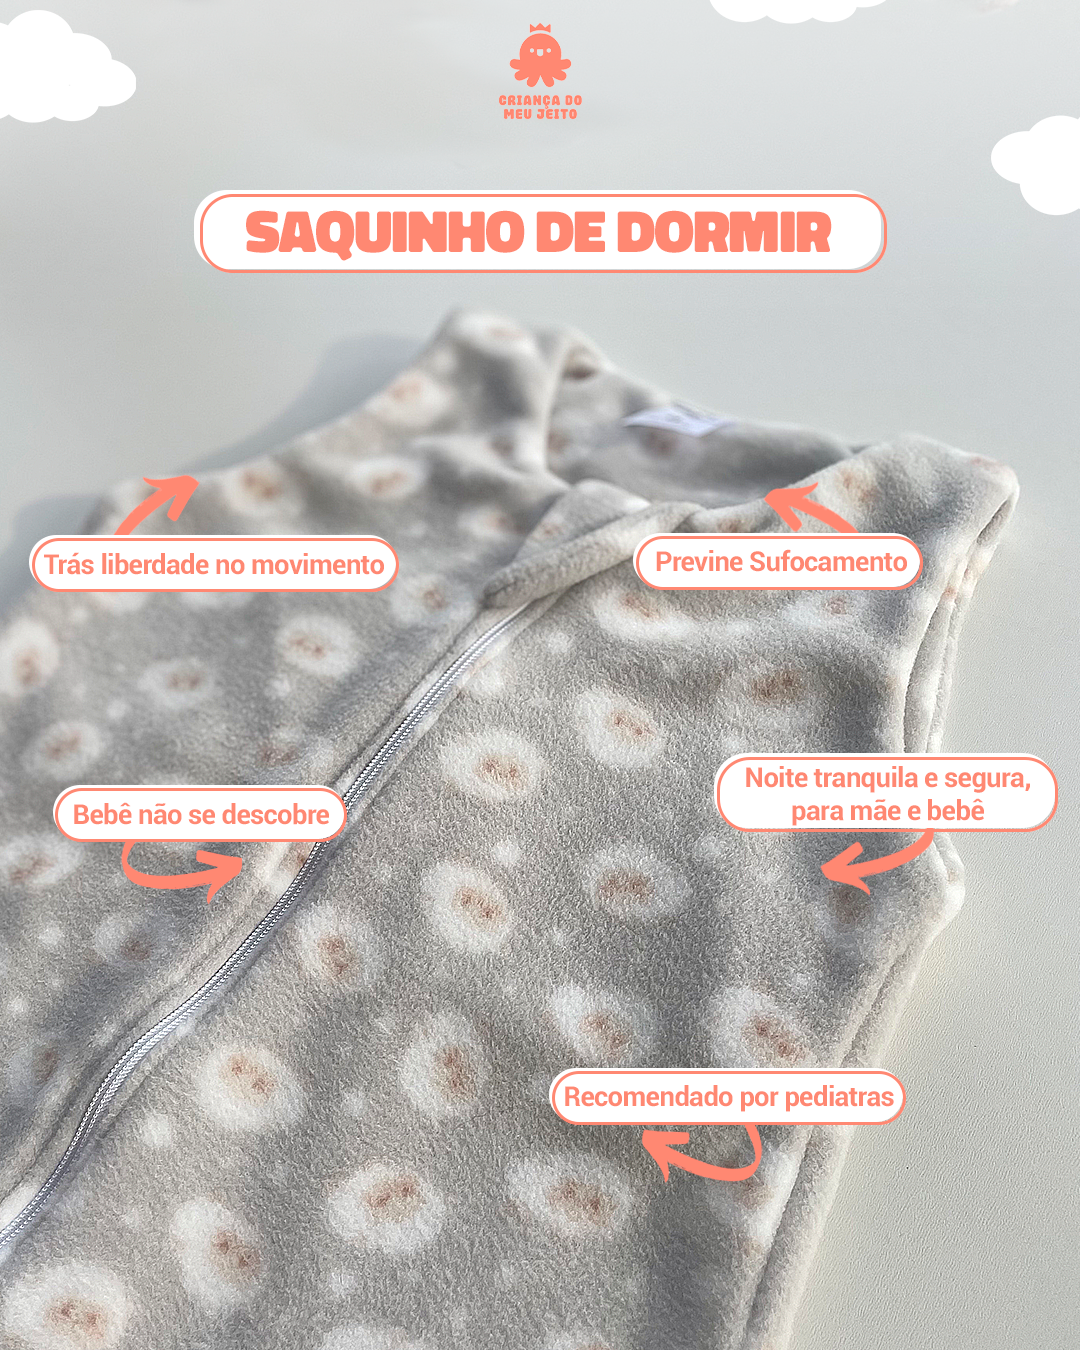 CRIANÇA DO
MEU JEITO
SAQUINHO DE DORMIR
Trás liberdade no movimento
Previne Sufocamento
Noite tranquila e segura,
para mãe e bebê
Bebê não se descobre
Recomendado por pediatras